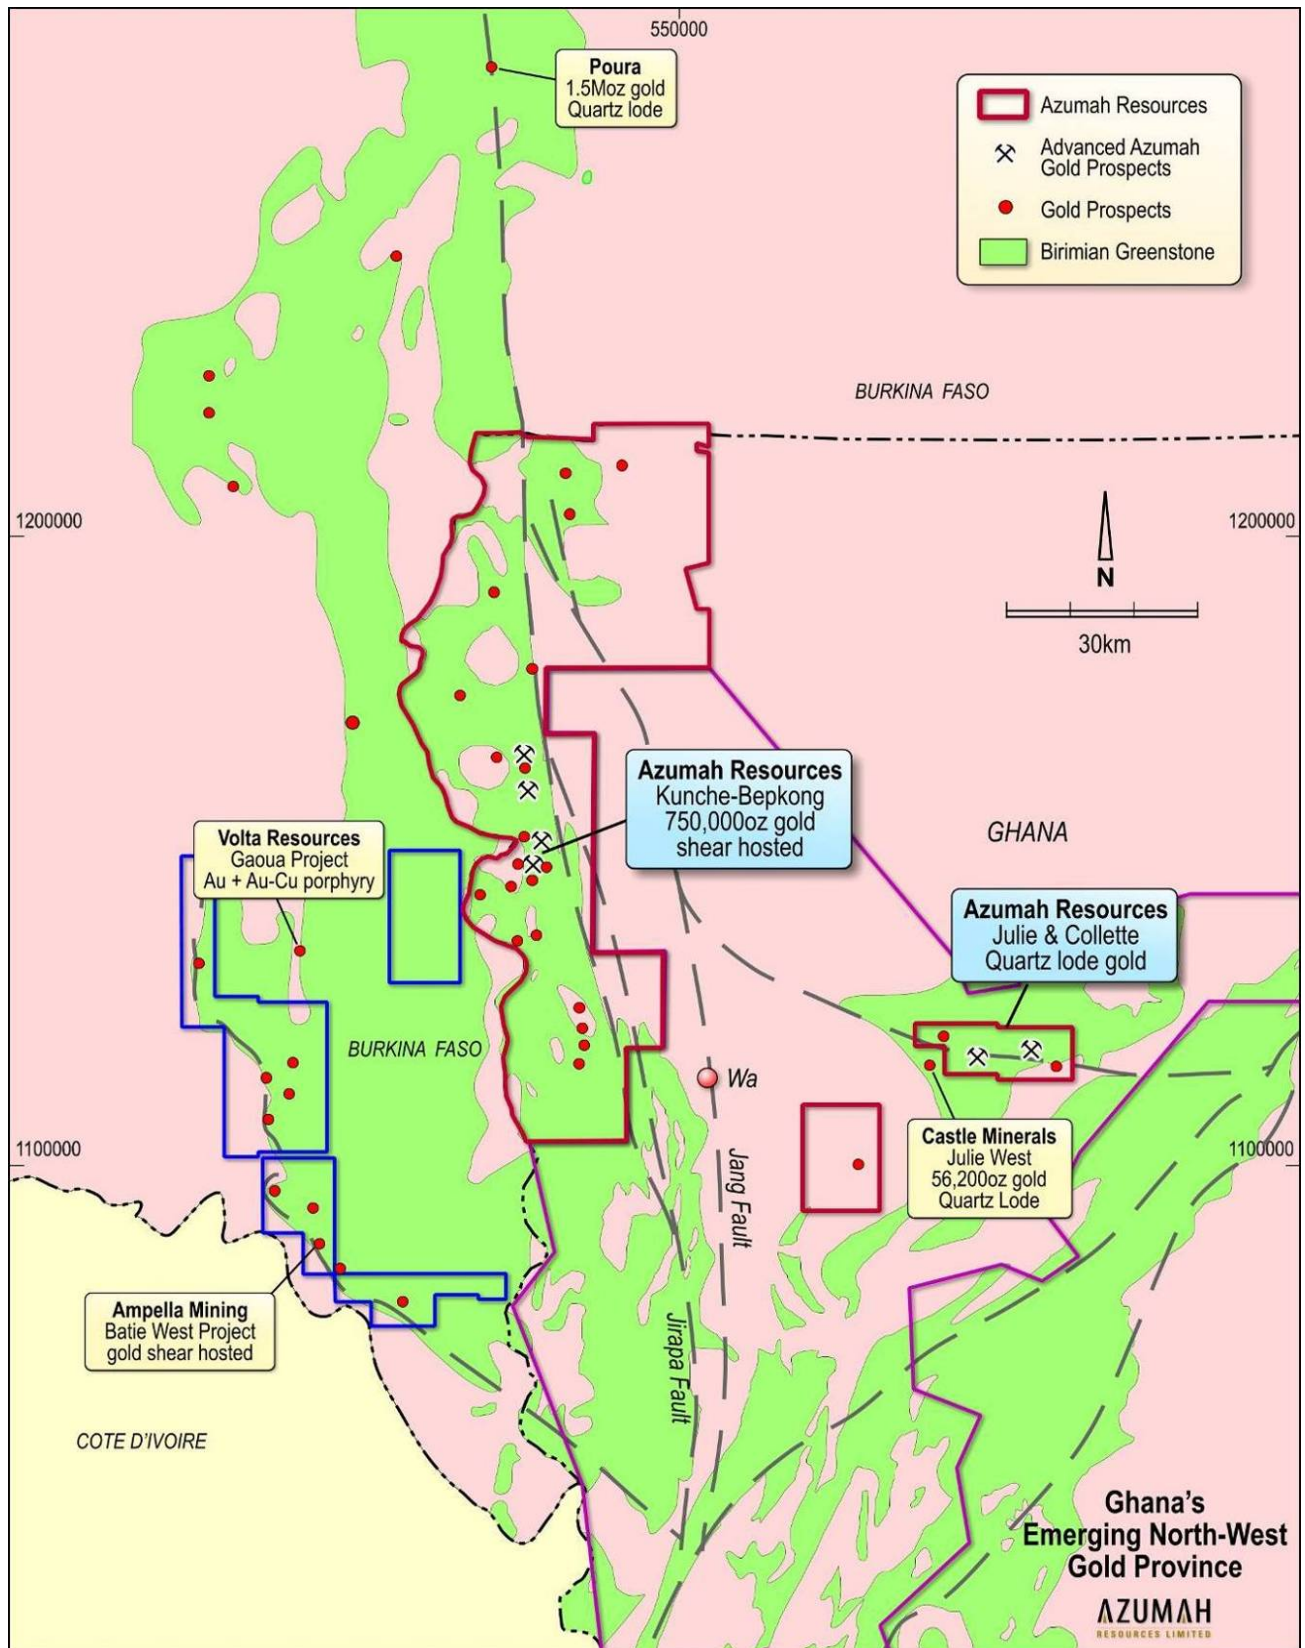 550000
Poura
1.5Moz gold
Quartz lode
Azumah Resources
Advanced Azumah
Gold Prospects
Gold Prospects
Birimian Greenstone
BURKINA FASO
1200000
1200000
N
30km
Azumah Resources
Kunche-Bepkong
750,000oz gold
shear hosted
GHANA
Volta Resources
Gaoua Project
Au + Au-Cu porphyry
Azumah Resources
Julie & Collette
Quartz lode gold
BURKINA FASO
Wa
1100000
1100000
Castle Minerals
Julie West
56,200oz gold
Quartz Lode
Jang Fault
Jirapa Fault
Ampella Mining
Batie West Project
gold shear hosted
COTE D'IVOIRE
Ghana's
Emerging North-West
Gold Province
AZUMAH
RESOURCES LIMITED